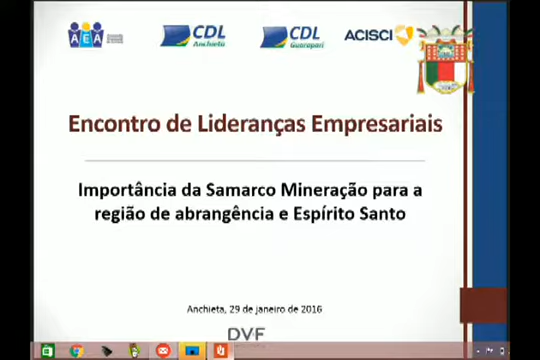 AEA
CDL
Anchieta
CDL
Guarapari
ACISCI
Encontro de Lideranças Empresariais
Importância da Samarco Mineração para a
região de abrangência e Espírito Santo
Anchieta, 29 de janeiro de 2016
DVF